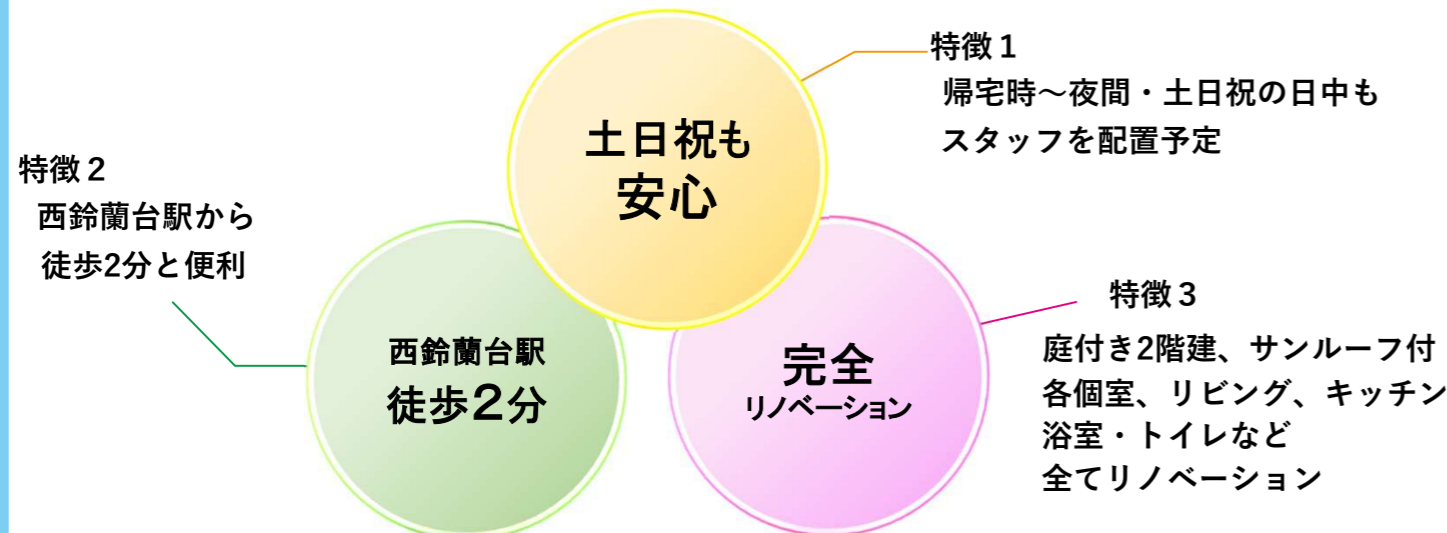 特徴１
帰宅時～夜間・土日祝の日中も
スタッフを配置予定
土日祝も
安心
特徴２
西鈴蘭台駅から
徒歩2分と便利
西鈴蘭台駅
徒歩2分
完全
リノベーション
特徴３
庭付き2階建、サンルーフ付
各個室、リビング、キッチン
浴室・トイレなど
全てリノベーション